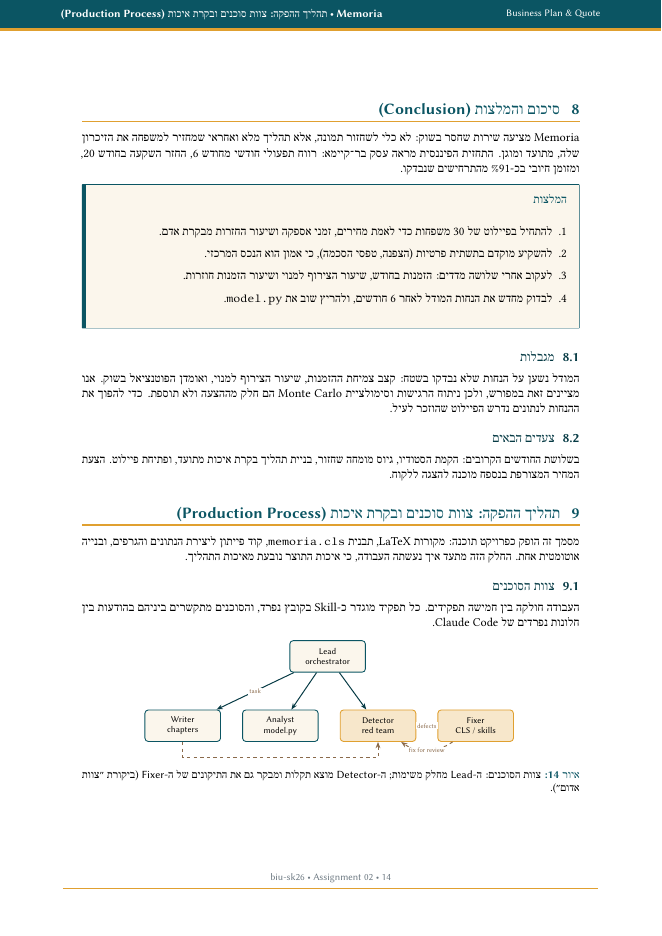 Memoria • תהליך ההפקה: צוות סוכנים ובקרת איכות (Production Process)
Business Plan & Quote
8 סיכום והמלצות (Conclusion)
Memoria מציעה שירות שחסר בשוק: לא כלי לשחזור תמונה, אלא תהליך מלא ואחראי שמחזיר למשפחה את הזיכרון
שלה, מתועד ומוגן. התחזית הפיננסית מראה עסק בר־קיימא: רווח תפעולי חודשי מחודש 6, החזר השקעה בחודש 20,
ומזומן חיובי בכ-91% מהתרחישים שנבדקו.
המלצות
1. להתחיל בפיילוט של 30 משפחות כדי לאמת מחירים, זמני אספקה ושיעור החזרות מבקרת אדם.
2. להשקיע מוקדם בתשתית פרטיות (הצפנה, טפסי הסכמה), כי אמון הוא הנכס המרכזי.
3. לעקוב אחרי שלושה מדדים: הזמנות בחודש, שיעור הצירוף למנוי ושיעור הזמנות חוזרות.
4. לבדוק מחדש את הנחות המודל לאחר 6 חודשים, ולהריץ שוב את model.py.
8.1 מגבלות
המודל נשען על הנחות שלא נבדקו בשטח: קצב צמיחת ההזמנות, שיעור הצירוף למנוי, ואומדן הפוטנציאל בשוק. אנו
מציינים זאת במפורש, ולכן ניתוח הרגישות וסימולציית Monte Carlo הם חלק מההצעה ולא תוספת. כדי להפוך את
ההנחות לנתונים נדרש הפיילוט שהוזכר לעיל.
8.2 צעדים הבאים
בשלושת החודשים הקרובים: הקמת הסטודיו, גיוס מומחה שחזור, בניית תהליך בקרת איכות מתועד, ופתיחת פיילוט. הצעת
המחיר המצורפת בנספח מוכנה להצגה ללקוח.
9 תהליך ההפקה: צוות סוכנים ובקרת איכות (Production Process)
מסמך זה הופק כפרויקט תוכנה: מקורות LaTeX, תבנית memoria.cls, קוד פייתון ליצירת הנתונים והגרפים, ובנייה
אוטומטית אחת. החלק הזה מתעד איך נעשתה העבודה, כי איכות התוצר נובעת מאיכות התהליך.
9.1 צוות הסוכנים
העבודה חולקה בין חמישה תפקידים. כל תפקיד מוגדר כ-Skill בקובץ נפרד, והסוכנים מתקשרים ביניהם בהודעות בין
חלונות נפרדים של Claude Code.
Lead
orchestrator
task
Writer
chapters
Analyst
model.py
Detector
red team
defects
Fixer
CLS / skills
fix for review
איור 14: צוות הסוכנים: ה-Lead מחלק משימות; ה-Detector מוצא תקלות ומבקר גם את התיקונים של ה-Fixer (ביקורת ״צוות
אדום״).
biu-sk26 • Assignment 02 • 14